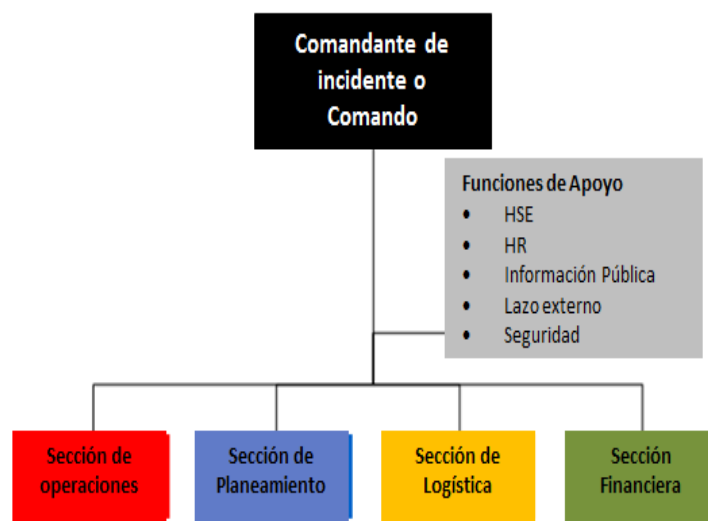 Comandante de
incidente o
Comando
Funciones de Apoyo
• HSE
• HR
• Información Pública
• Lazo externo
• Seguridad
Sección de
operaciones
Sección de
Planeamiento
Sección de
Logística
Sección
Financiera